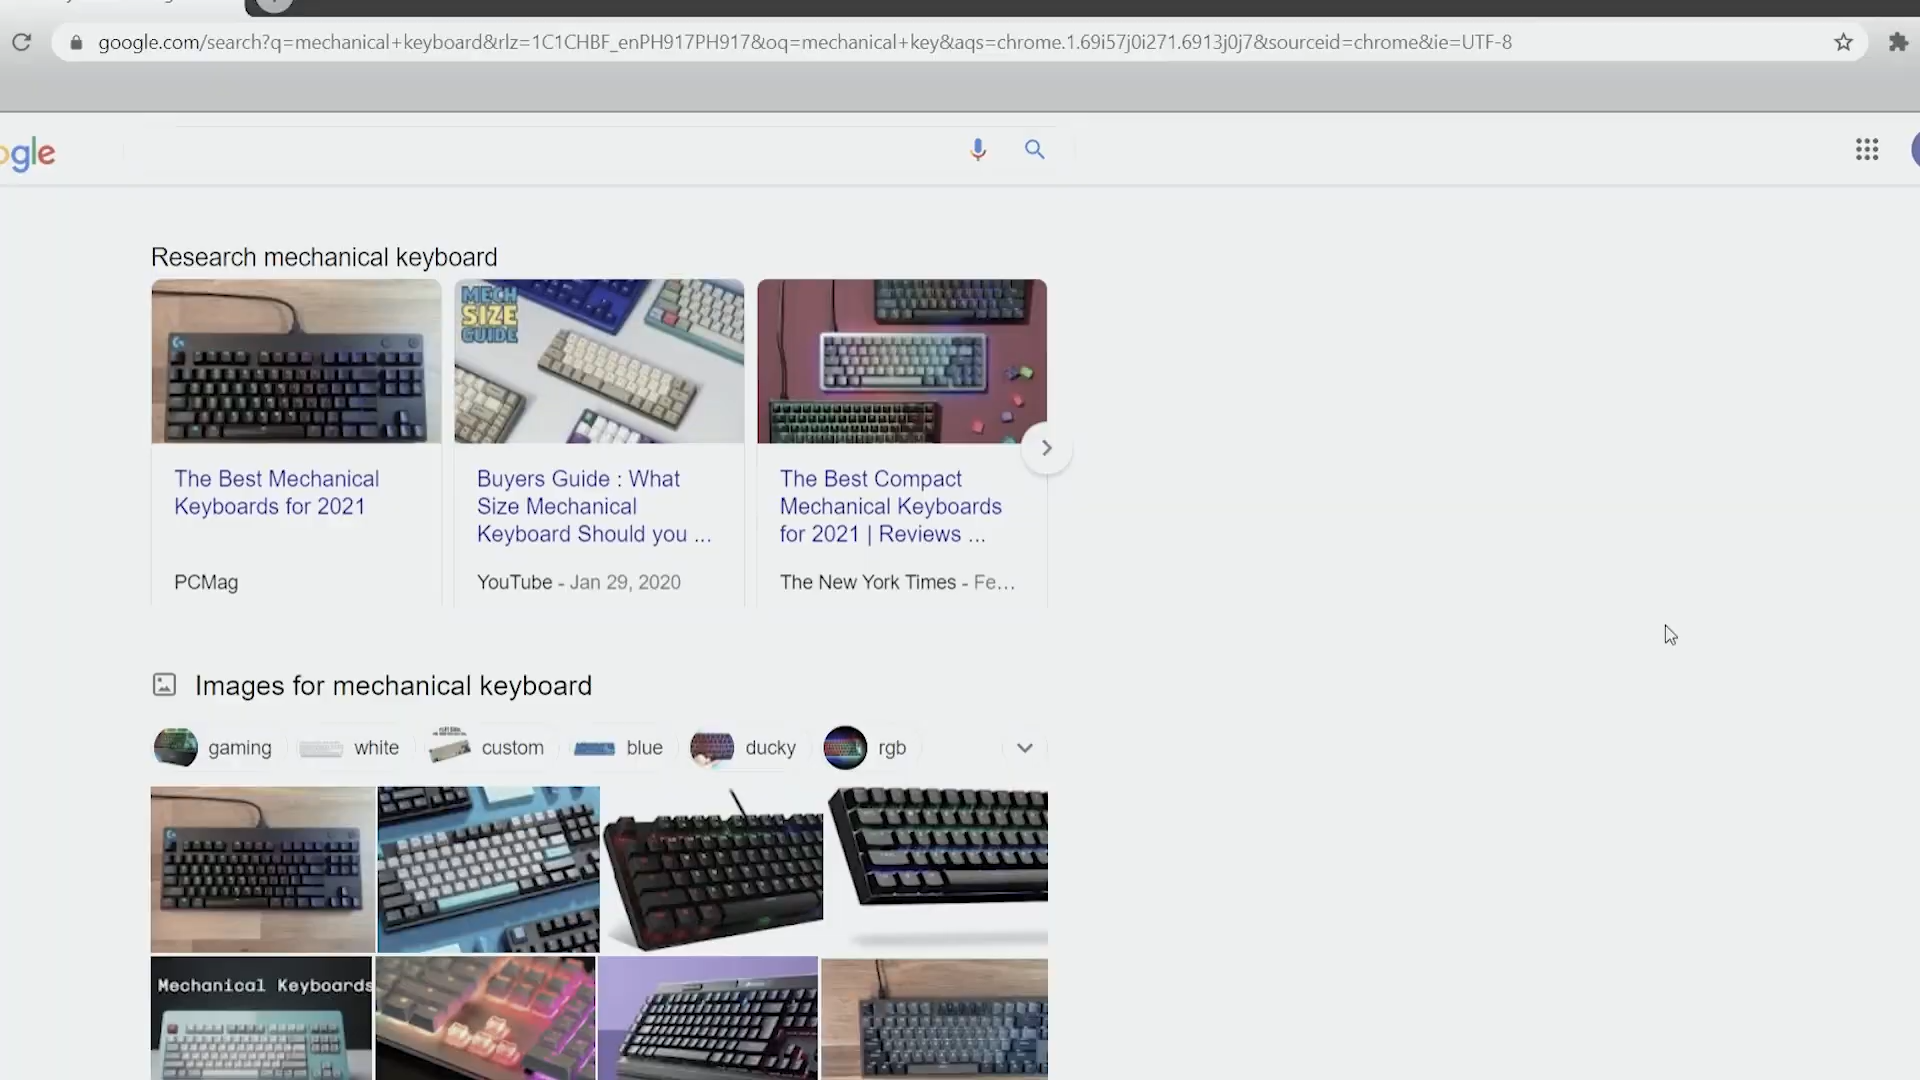 google.com/search?q=mechanical+keyboard&rlz=1C1CHBF_enPH917PH917&oq=mechanical+key&aqs=chrome.1.69i57j0i271.6913j0j7&sourceid=chrome&ie=UTF-8
ogle
Research mechanical keyboard
MECH
SIZE
GUIDE
The Best Mechanical
Keyboards for 2021
PCMag
Buyers Guide : What
Size Mechanical
Keyboard Should you ...
YouTube - Jan 29, 2020
The Best Compact
Mechanical Keyboards
for 2021 | Reviews ...
The New York Times - Fe...
Images for mechanical keyboard
gaming white custom blue ducky rgb
Mechanical Keyboards